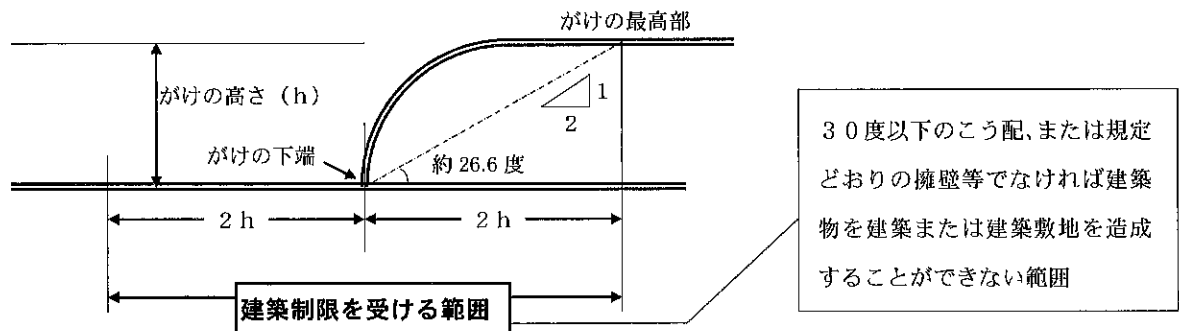 がけの最高部
がけの高さ(h)
1
2
がけの下端
約26.6度
2h
2h
建築制限を受ける範囲
30度以下のこう配、または規定
どおりの擁壁等でなければ建築
物を建築または建築敷地を造成
することができない範囲